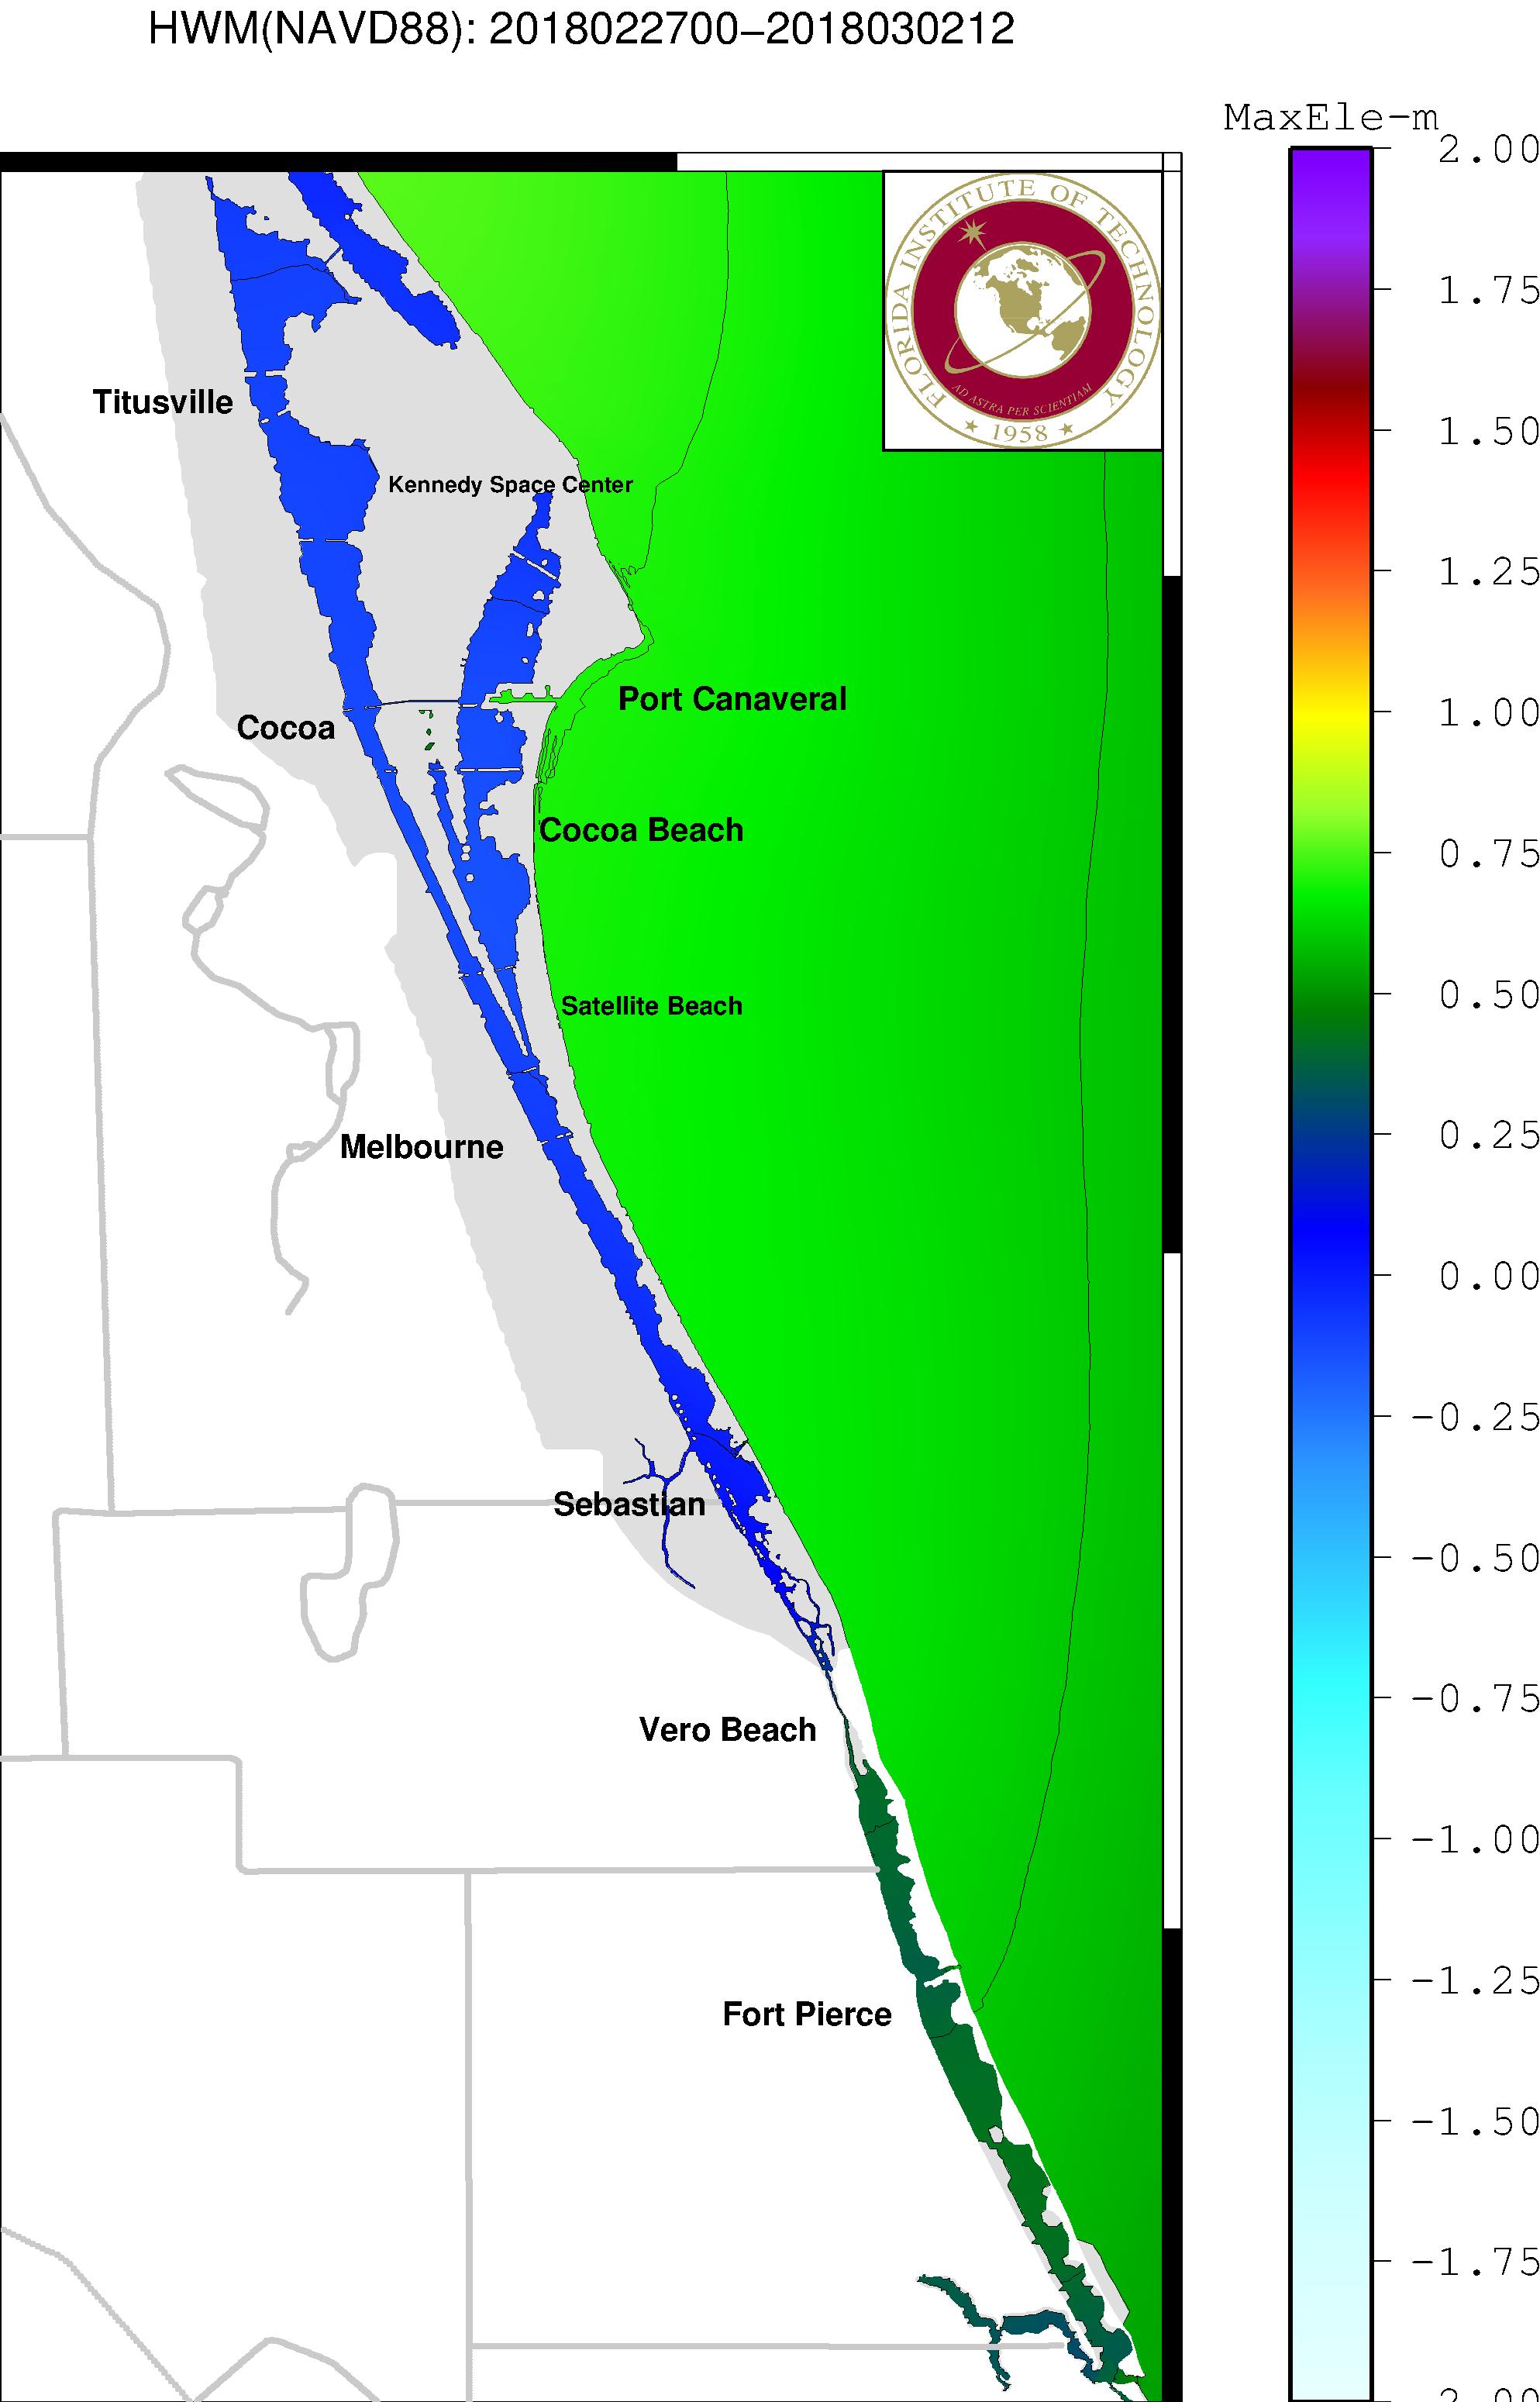 HWM(NAVD88): 2018022700–2018030212
MaxEle-m
2.00
1.75
1.50
1.25
1.00
0.75
0.50
0.25
0.00
-0.25
-0.50
-0.75
-1.00
-1.25
-1.50
-1.75
FLORIDA INSTITUTE OF TECHNOLOGY
AD ASTRA PER SCIENTIAM
1958
Titusville
Kennedy Space Center
Port Canaveral
Cocoa
Cocoa Beach
Satellite Beach
Melbourne
Sebastian
Vero Beach
Fort Pierce